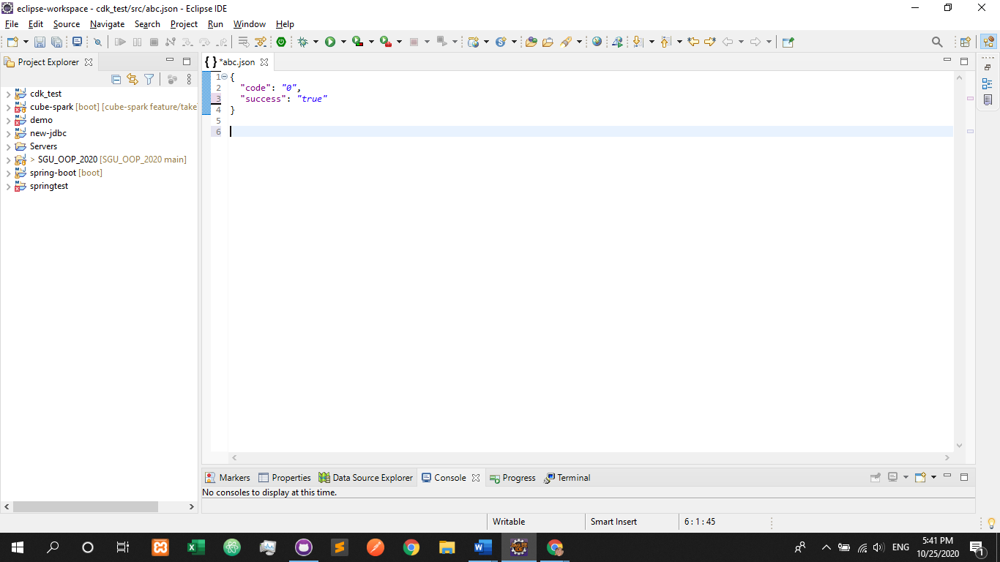 eclipse-workspace - cdk_test/src/abc.json - Eclipse IDE
File Edit Source Navigate Search Project Run Window Help
Project Explorer
cdk_test
cube-spark [boot] [cube-spark feature/take
demo
new-jdbc
Servers
> SGU_OOP_2020 [SGU_OOP_2020 main]
spring-boot [boot]
springtest
{ } *abc.json
1 {
2 "code": "0",
3 "success": "true"
4 }
5
6
Markers Properties Data Source Explorer Console Progress Terminal
No consoles to display at this time.
Writable Smart Insert 6 : 1 : 45
ENG
5:41 PM
10/25/2020
1